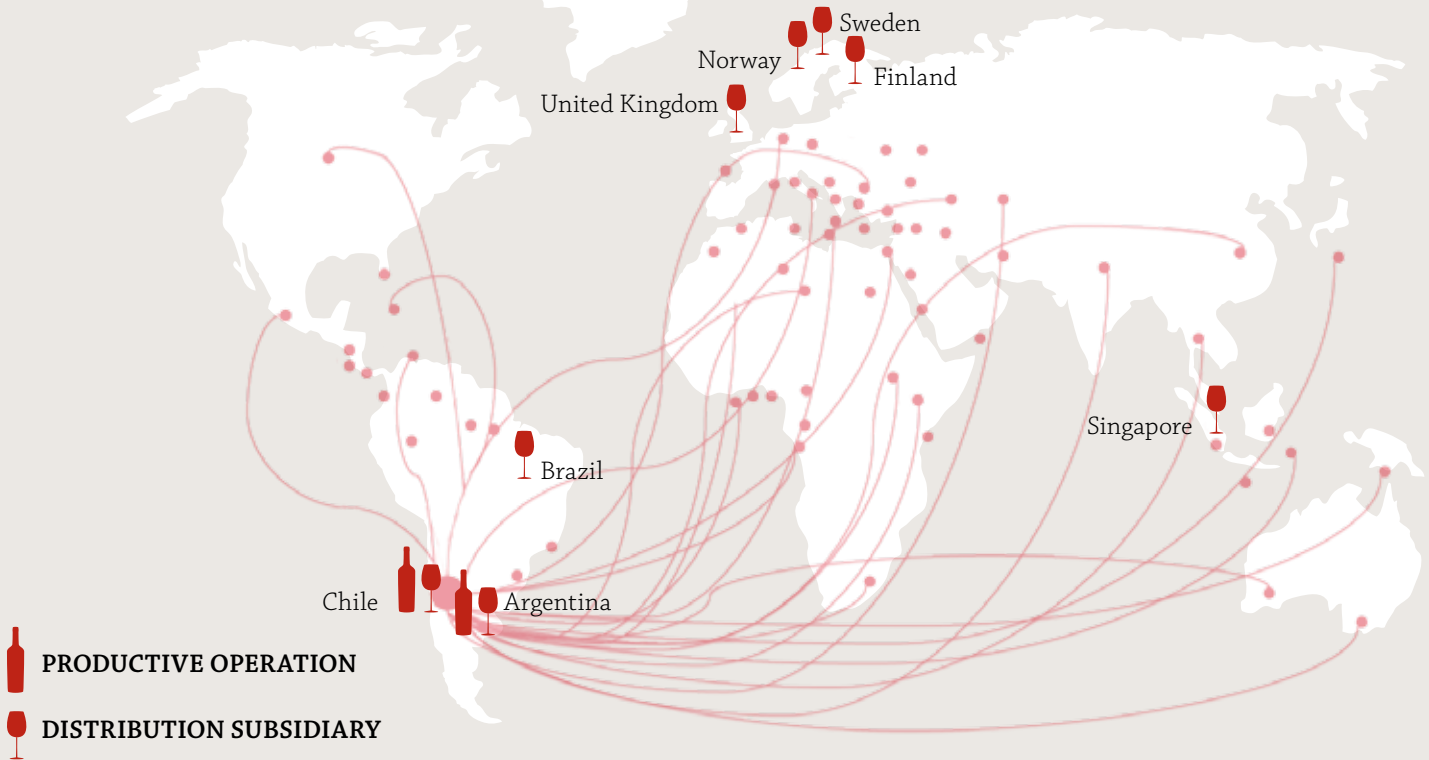 Sweden
Norway
Finland
United Kingdom
Singapore
Brazil
Chile
Argentina
PRODUCTIVE OPERATION
DISTRIBUTION SUBSIDIARY